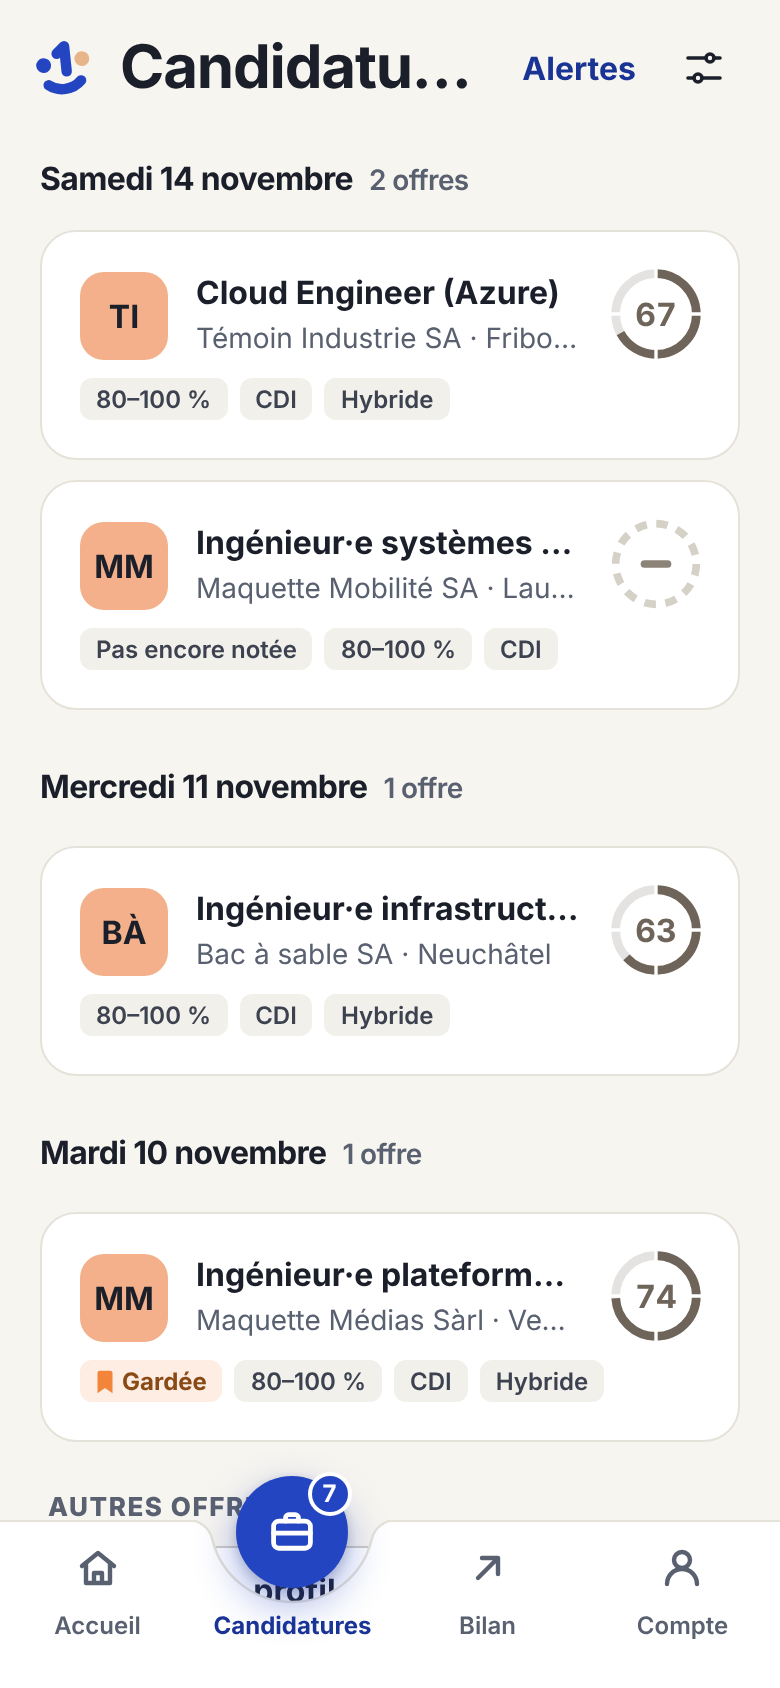 Candidatu...
Alertes
Samedi 14 novembre 2 offres
TI
Cloud Engineer (Azure)
Témoin Industrie SA · Fribo...
67
80–100 %
CDI
Hybride
MM
Ingénieur·e systèmes ...
Maquette Mobilité SA · Lau...
Pas encore notée
80–100 %
CDI
Mercredi 11 novembre 1 offre
BÀ
Ingénieur·e infrastruct...
Bac à sable SA · Neuchâtel
63
80–100 %
CDI
Hybride
Mardi 10 novembre 1 offre
MM
Ingénieur·e plateform...
Maquette Médias Sàrl · Ve...
74
Gardée
80–100 %
CDI
Hybride
AUTRES
7
profil
Accueil
Candidatures
Bilan
Compte